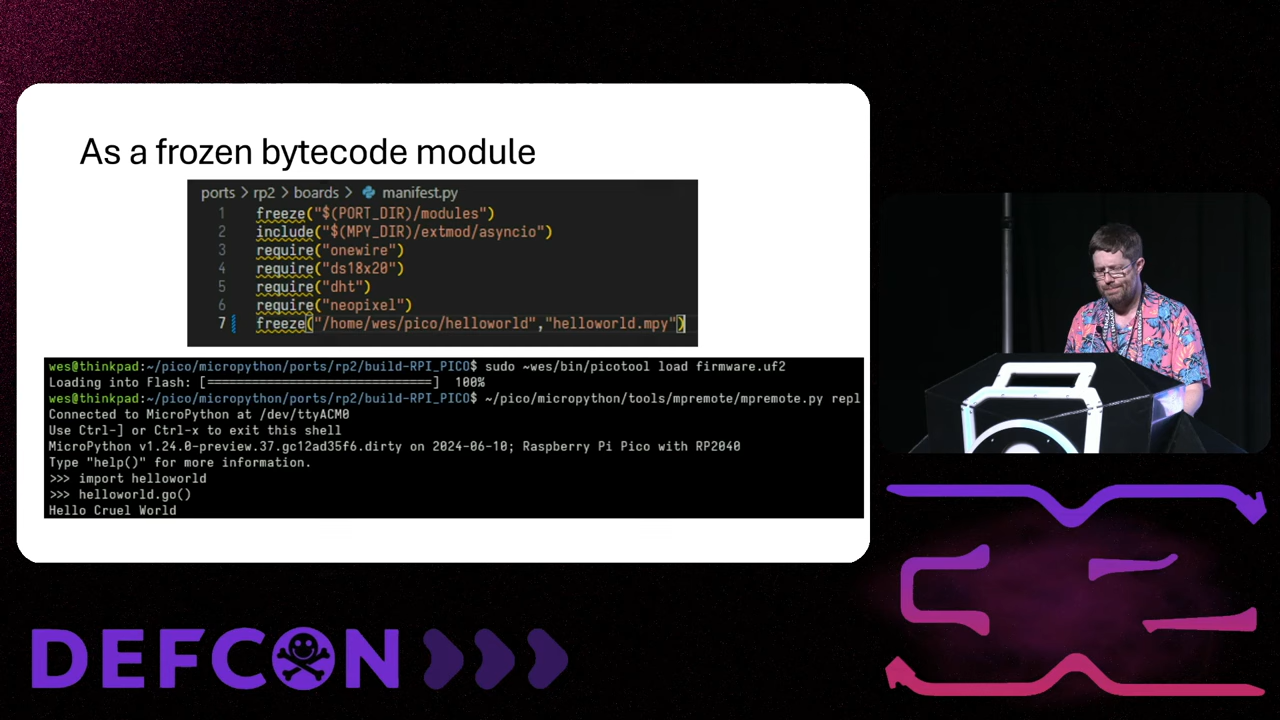 As a frozen bytecode module
ports > rp2 > boards > manifest.py
1 freeze("$(PORT_DIR)/modules")
2 include("$(MPY_DIR)/extmod/asyncio")
3 require("onewire")
4 require("ds18x20")
5 require("dht")
6 require("neopixel")
7 freeze("/home/wes/pico/helloworld","helloworld.mpy")
wes@thinkpad:~/pico/micropython/ports/rp2/build-RPI_PICO$ sudo ~wes/bin/picotool load firmware.uf2
Loading into Flash: [==============================] 100%
wes@thinkpad:~/pico/micropython/ports/rp2/build-RPI_PICO$ ~/pico/micropython/tools/mpremote/mpremote.py repl
Connected to MicroPython at /dev/ttyACM0
Use Ctrl-] or Ctrl-x to exit this shell
MicroPython v1.24.0-preview.37.gc12ad35f6.dirty on 2024-06-10; Raspberry Pi Pico with RP2040
Type "help()" for more information.
>>> import helloworld
>>> helloworld.go()
Hello Cruel World
DEFCON